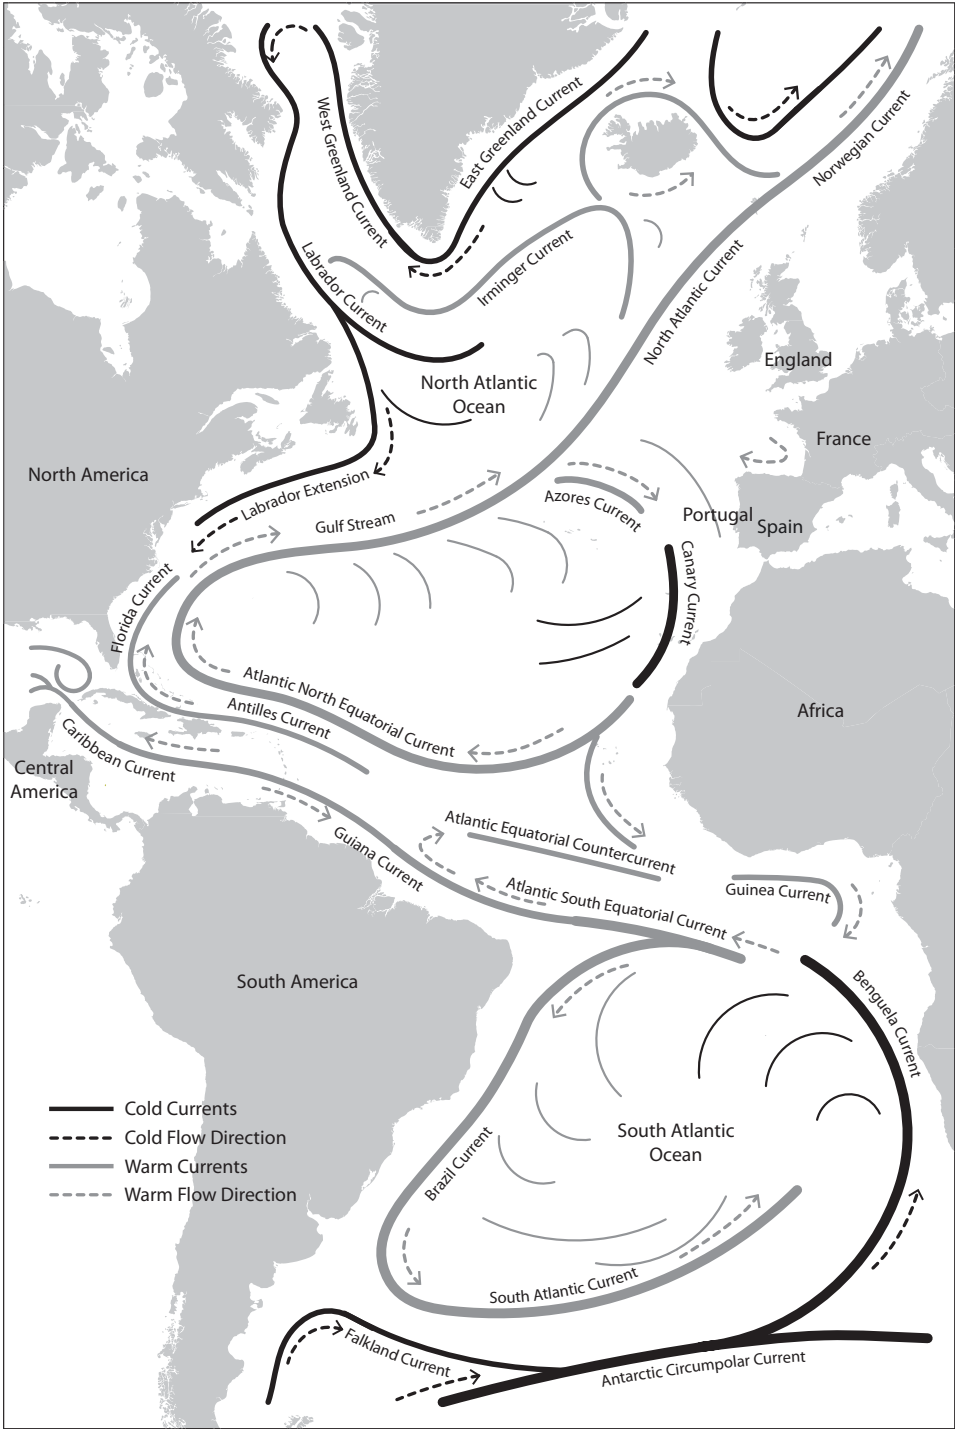 West Greenland Current
East Greenland Current
Norwegian Current
Labrador Current
Irminger Current
North Atlantic Current
England
North Atlantic
Ocean
France
North America
Labrador Extension
Azores Current
Gulf Stream
Portugal
Spain
Canary Current
Florida Current
Atlantic North Equatorial Current
Antilles Current
Africa
Caribbean Current
Central
America
Atlantic Equatorial Countercurrent
Guiana Current
Atlantic South Equatorial Current
Guinea Current
South America
Benguela Current
Cold Currents
Cold Flow Direction
Warm Currents
Warm Flow Direction
South Atlantic
Ocean
Brazil Current
South Atlantic Current
Falkland Current
Antarctic Circumpolar Current